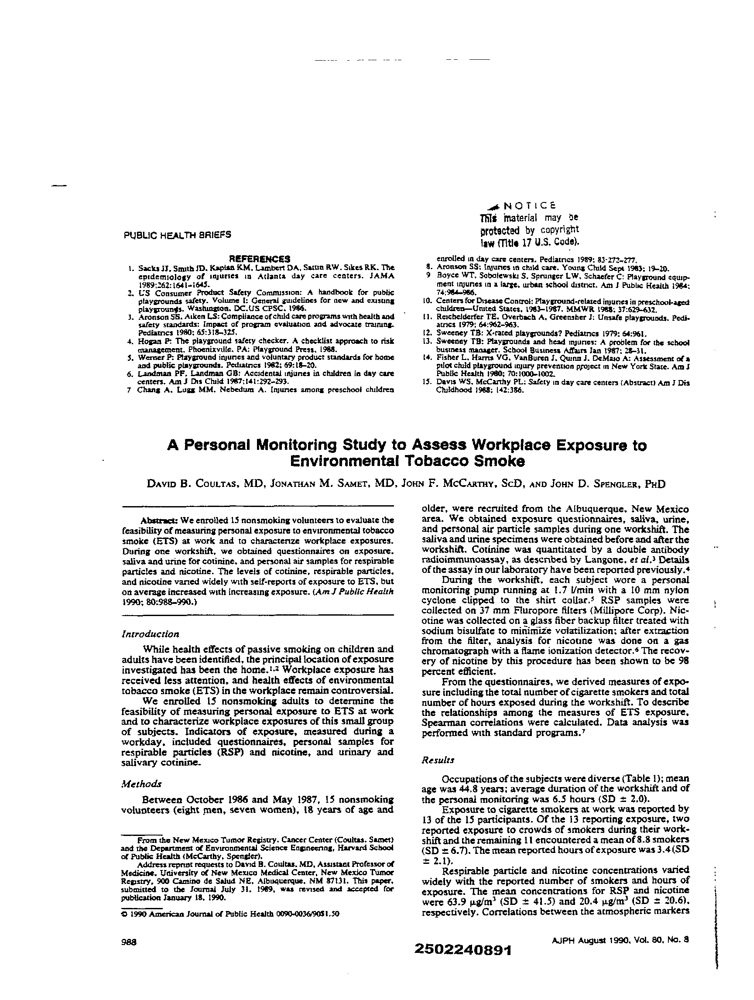 NOTICE
This material may be
protected by copyright
law (Title 17 U.S. Code).
PUBLIC HEALTH BRIEFS
REFERENCES
1. Sacks JJ, Smith JD, Kaplan KM, Lambert DA, Sattin RW, Sikes RK. The
epidemiology of injuries in Atlanta day care centers. JAMA
1989;262:1641-1645.
2. US Consumer Product Safety Commission: A handbook for public
playgrounds safety. Volume I: General guidelines for new and existing
playgrounds. Washington, DC.US CPSC, 1986.
3. Aronson SS, Aiken LS: Compliance of child care programs with health and
safety standards: Impact of program evaluation and advocate training.
Pediatrics 1980; 65:318-325.
4. Hogan P: The playground safety checker. A checklist approach to risk
management. Phoenixville, PA: Playground Press, 1988.
5. Werner P: Playground injuries and voluntary product standards for home
and public playgrounds. Pediatrics 1982; 69:18-20.
6. Landman PF, Landman GB: Accidental injuries in children in day care
centers. Am J Dis Child 1987;141:292-293.
7 Chang A, Lugg MM, Nebedum A. Injuries among preschool children
enrolled in day care centers. Pediatrics 1989; 83:272-277.
8. Aronson SS: Injuries in child care. Young Child Sept 1983; 19-20.
9 Boyce WT, Sobolewski S, Sprunger LW, Schaefer C: Playground equip-
ment injuries in a large, urban school district. Am J Public Health 1984;
74:984-986.
10. Centers for Disease Control: Playground-related injuries in preschool-aged
children—United States, 1983-1987. MMWR 1988; 37:629-632.
11. Reichelderfer TE, Overbach A, Greensher J: Unsafe playgrounds. Pedi-
atrics 1979; 64:962-963.
12. Sweeney TB: X-rated playgrounds? Pediatrics 1979; 64:961.
13. Sweeney TB: Playgrounds and head injuries: A problem for the school
business manager. School Business Affairs Jan 1987; 28-31.
14. Fisher L, Harris VG, VanBuren J, Quinn J, DeMaio A: Assessment of a
pilot child playground injury prevention project in New York State. Am J
Public Health 1980; 70:1000-1002.
15. Davis WS, McCarthy PL: Safety in day care centers (Abstract) Am J Dis
Childhood 1988; 142:386.
A Personal Monitoring Study to Assess Workplace Exposure to
Environmental Tobacco Smoke
DAVID B. COULTAS, MD, JONATHAN M. SAMET, MD, JOHN F. MCCARTHY, SCD, AND JOHN D. SPENGLER, PHD
Abstract: We enrolled 15 nonsmoking volunteers to evaluate the
feasibility of measuring personal exposure to environmental tobacco
smoke (ETS) at work and to characterize workplace exposures.
During one workshift, we obtained questionnaires on exposure,
saliva and urine for cotinine, and personal air samples for respirable
particles and nicotine. The levels of cotinine, respirable particles,
and nicotine varied widely with self-reports of exposure to ETS, but
on average increased with increasing exposure. (Am J Public Health
1990; 80:988-990.)
Introduction
While health effects of passive smoking on children and
adults have been identified, the principal location of exposure
investigated has been the home.1,2 Workplace exposure has
received less attention, and health effects of environmental
tobacco smoke (ETS) in the workplace remain controversial.
We enrolled 15 nonsmoking adults to determine the
feasibility of measuring personal exposure to ETS at work
and to characterize workplace exposures of this small group
of subjects. Indicators of exposure, measured during a
workday, included questionnaires, personal samples for
respirable particles (RSP) and nicotine, and urinary and
salivary cotinine.
Methods
Between October 1986 and May 1987, 15 nonsmoking
volunteers (eight men, seven women), 18 years of age and
From the New Mexico Tumor Registry, Cancer Center (Coultas, Samet)
and the Department of Environmental Science Engineering, Harvard School
of Public Health (McCarthy, Spengler).
Address reprint requests to David B. Coultas, MD, Assistant Professor of
Medicine, University of New Mexico Medical Center, New Mexico Tumor
Registry, 900 Camino de Salud NE, Albuquerque, NM 87131. This paper,
submitted to the Journal July 31, 1989, was revised and accepted for
publication January 18, 1990.
© 1990 American Journal of Public Health 0090-0036/90$1.50
older, were recruited from the Albuquerque, New Mexico
area. We obtained exposure questionnaires, saliva, urine,
and personal air particle samples during one workshift. The
saliva and urine specimens were obtained before and after the
workshift. Cotinine was quantitated by a double antibody
radioimmunoassay, as described by Langone, et al.3 Details
of the assay in our laboratory have been reported previously.4
During the workshift, each subject wore a personal
monitoring pump running at 1.7 l/min with a 10 mm nylon
cyclone clipped to the shirt collar.5 RSP samples were
collected on 37 mm Fluropore filters (Millipore Corp). Nic-
otine was collected on a glass fiber backup filter treated with
sodium bisulfate to minimize volatilization; after extraction
from the filter, analysis for nicotine was done on a gas
chromatograph with a flame ionization detector.6 The recov-
ery of nicotine by this procedure has been shown to be 98
percent efficient.
From the questionnaires, we derived measures of expo-
sure including the total number of cigarette smokers and total
number of hours exposed during the workshift. To describe
the relationships among the measures of ETS exposure,
Spearman correlations were calculated. Data analysis was
performed with standard programs.7
Results
Occupations of the subjects were diverse (Table 1); mean
age was 44.8 years; average duration of the workshift and of
the personal monitoring was 6.5 hours (SD ± 2.0).
Exposure to cigarette smokers at work was reported by
13 of the 15 participants. Of the 13 reporting exposure, two
reported exposure to crowds of smokers during their work-
shift and the remaining 11 encountered a mean of 8.8 smokers
(SD ± 6.7). The mean reported hours of exposure was 3.4 (SD
± 2.1).
Respirable particle and nicotine concentrations varied
widely with the reported number of smokers and hours of
exposure. The mean concentrations for RSP and nicotine
were 63.9 µg/m³ (SD ± 41.5) and 20.4 µg/m³ (SD ± 20.6),
respectively. Correlations between the atmospheric markers
988
AJPH August 1990, Vol. 80, No. 8
2502240891